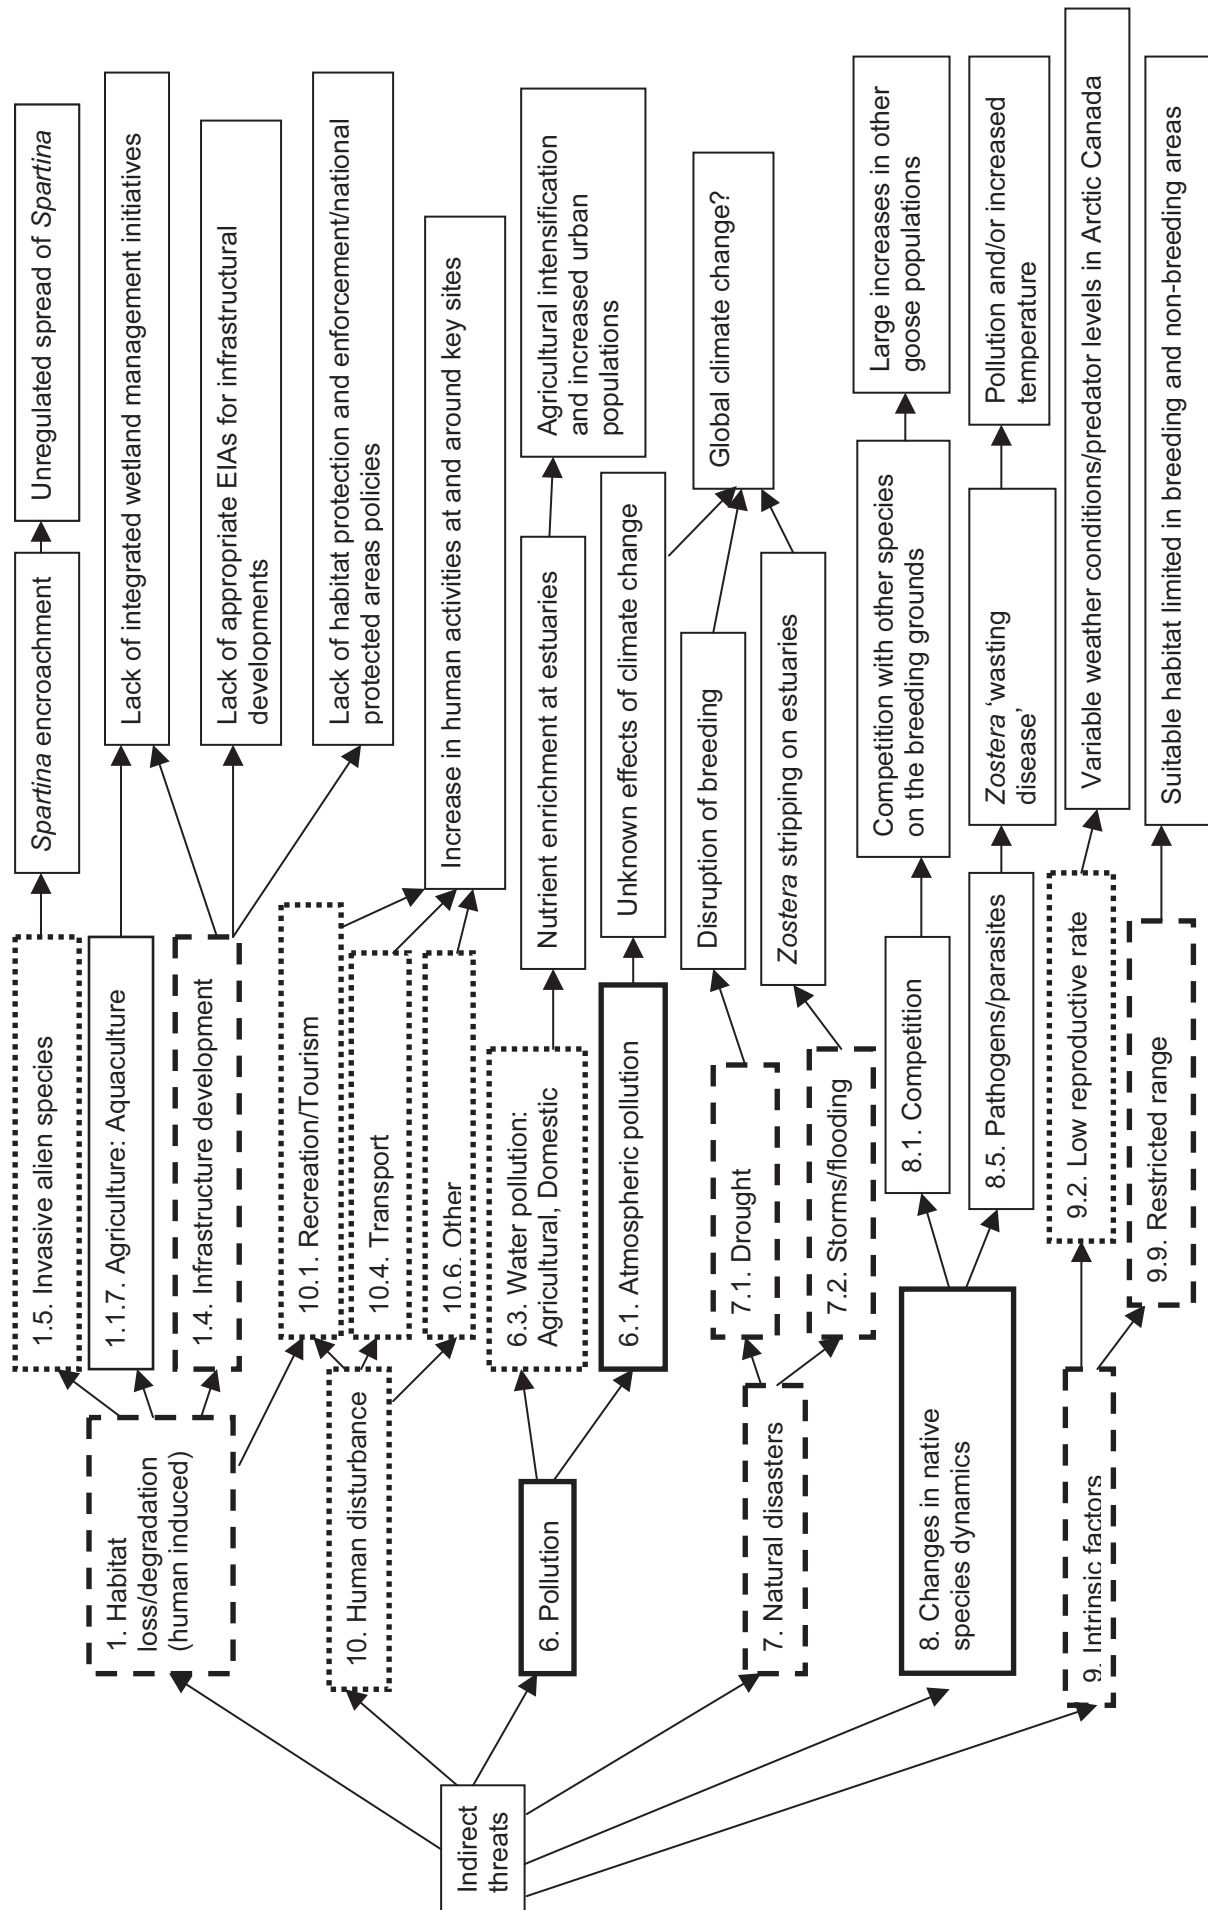 Indirect
threats
1. Habitat
loss/degradation
(human induced)
10. Human disturbance
6. Pollution
7. Natural disasters
8. Changes in native
species dynamics
9. Intrinsic factors
1.5. Invasive alien species
1.1.7. Agriculture: Aquaculture
1.4. Infrastructure development
10.1. Recreation/Tourism
10.4. Transport
10.6. Other
6.3. Water pollution:
Agricultural, Domestic
6.1. Atmospheric pollution
7.1. Drought
7.2. Storms/flooding
8.1. Competition
8.5. Pathogens/parasites
9.2. Low reproductive rate
9.9. Restricted range
Spartina encroachment
Unregulated spread of Spartina
Lack of integrated wetland management initiatives
Lack of appropriate EIAs for infrastructural
developments
Lack of habitat protection and enforcement/national
protected areas policies
Increase in human activities at and around key sites
Nutrient enrichment at estuaries
Agricultural intensification
and increased urban
populations
Unknown effects of climate change
Disruption of breeding
Zostera stripping on estuaries
Global climate change?
Competition with other species
on the breeding grounds
Large increases in other
goose populations
Zostera ‘wasting
disease’
Pollution and/or increased
temperature
Variable weather conditions/predator levels in Arctic Canada
Suitable habitat limited in breeding and non-breeding areas